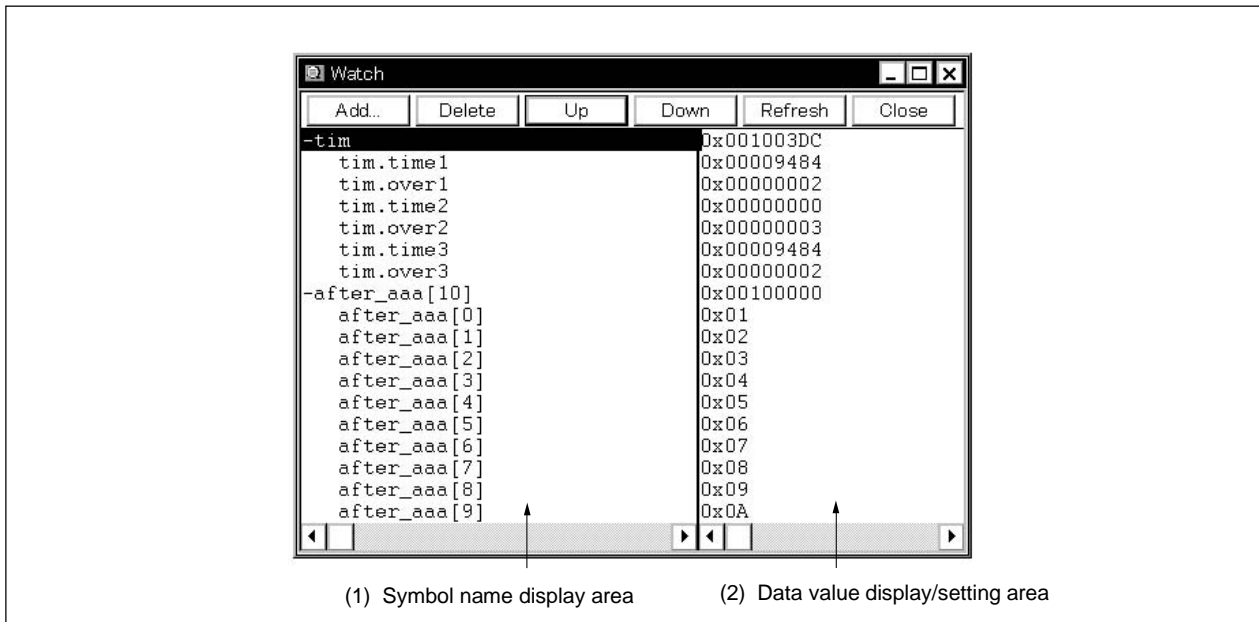 Watch
Add... Delete Up Down Refresh Close
-tim 0x001003DC
tim.time1 0x00009484
tim.over1 0x00000002
tim.time2 0x00000000
tim.over2 0x00000003
tim.time3 0x00009484
tim.over3 0x00000002
-after_aaa[10] 0x00100000
after_aaa[0] 0x01
after_aaa[1] 0x02
after_aaa[2] 0x03
after_aaa[3] 0x04
after_aaa[4] 0x05
after_aaa[5] 0x06
after_aaa[6] 0x07
after_aaa[7] 0x08
after_aaa[8] 0x09
after_aaa[9] 0x0A
(1) Symbol name display area (2) Data value display/setting area